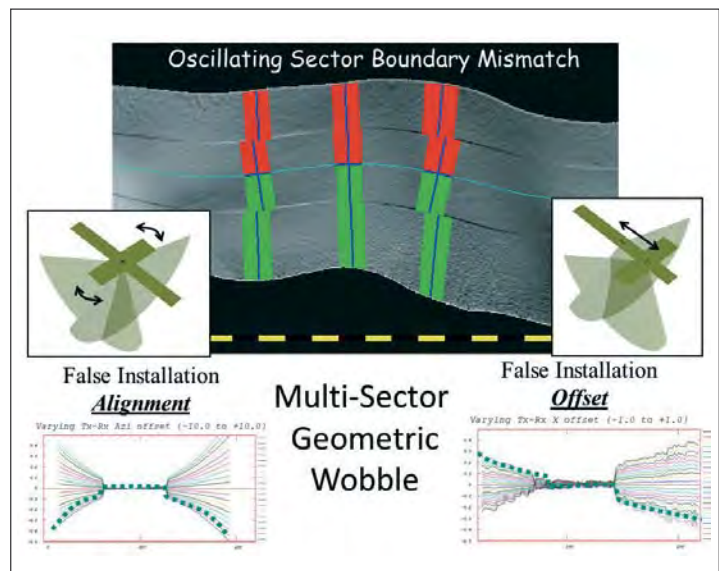 Oscillating Sector Boundary Mismatch
False Installation
Alignment
False Installation
Offset
Multi-Sector
Geometric
Wobble
Varying Tx-Rx Azi offset (-10.0 to +10.0)
Varying Tx-Rx X offset (-1.0 to +1.0)